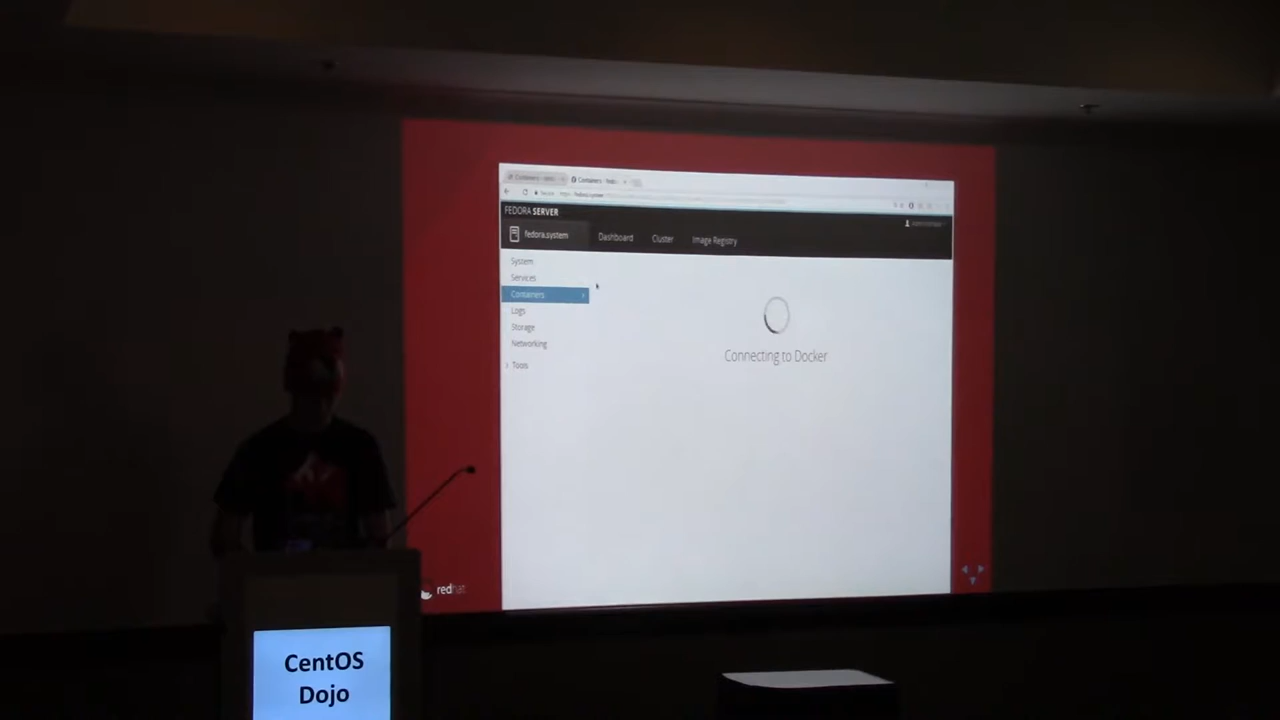 FEDORA SERVER
fedora.system
Dashboard
Cluster
Image Registry
System
Services
Containers
Logs
Storage
Networking
Tools
Connecting to Docker
redhat
CentOS
Dojo